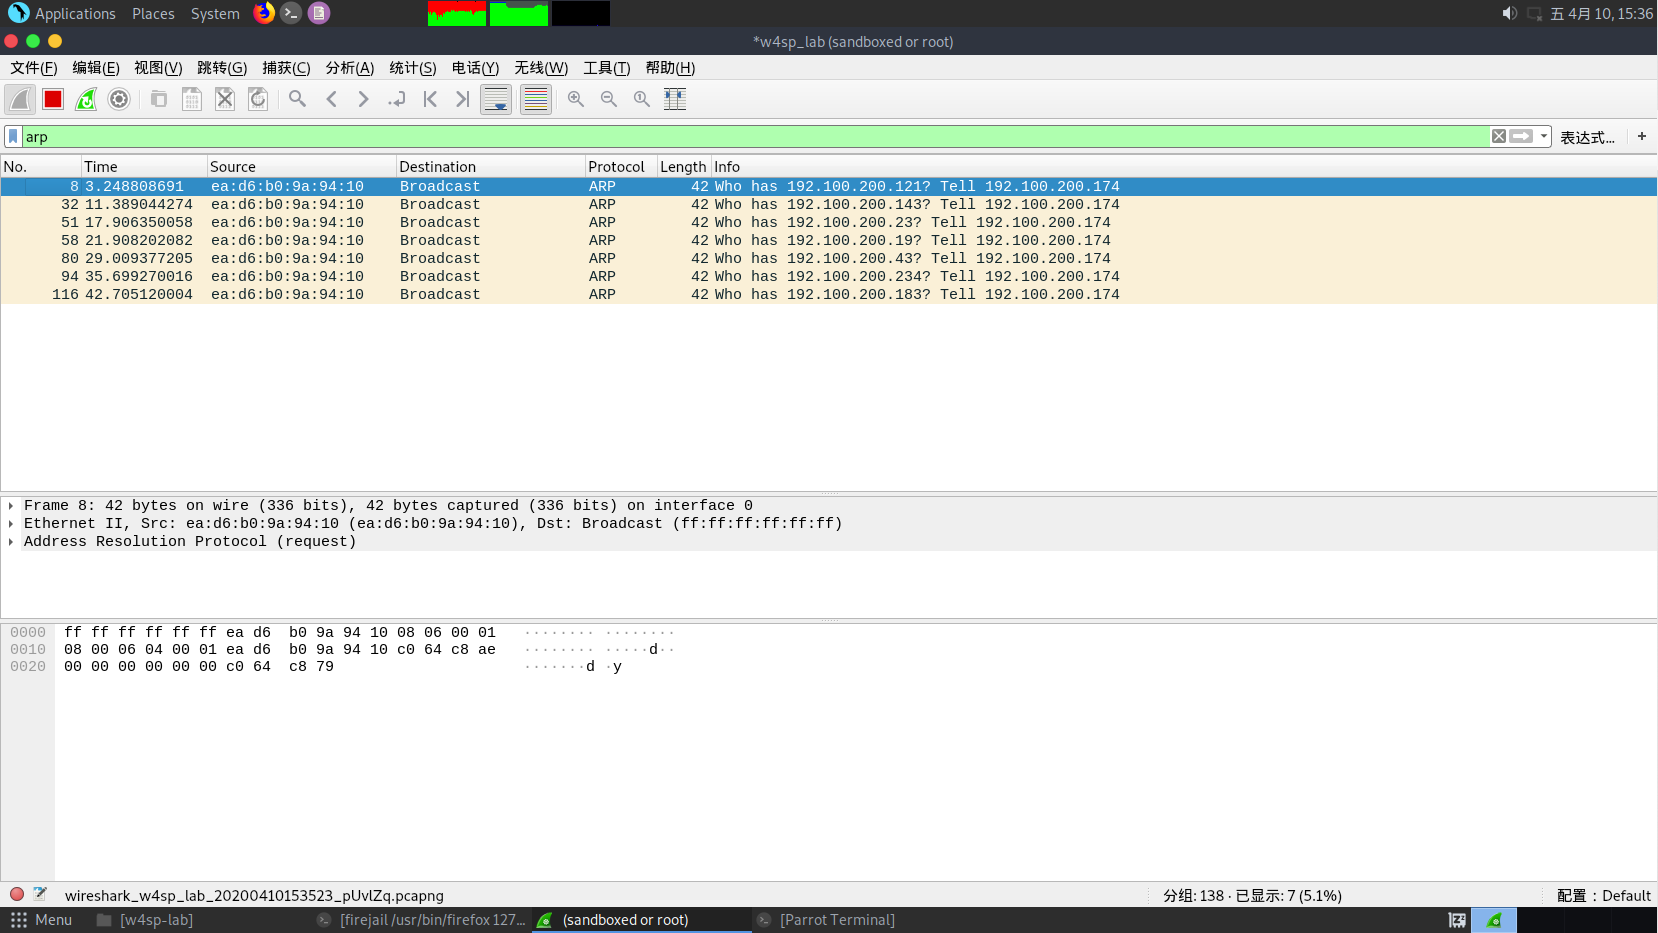 Applications Places System 五 4月 10, 15:36
*w4sp_lab (sandboxed or root)
文件(F) 编辑(E) 视图(V) 跳转(G) 捕获(C) 分析(A) 统计(S) 电话(Y) 无线(W) 工具(T) 帮助(H)
arp 表达式… +
No. Time Source Destination Protocol Length Info
8 3.248808691 ea:d6:b0:9a:94:10 Broadcast ARP 42 Who has 192.100.200.121? Tell 192.100.200.174
32 11.389044274 ea:d6:b0:9a:94:10 Broadcast ARP 42 Who has 192.100.200.143? Tell 192.100.200.174
51 17.906350058 ea:d6:b0:9a:94:10 Broadcast ARP 42 Who has 192.100.200.23? Tell 192.100.200.174
58 21.908202082 ea:d6:b0:9a:94:10 Broadcast ARP 42 Who has 192.100.200.19? Tell 192.100.200.174
80 29.009377205 ea:d6:b0:9a:94:10 Broadcast ARP 42 Who has 192.100.200.43? Tell 192.100.200.174
94 35.699270016 ea:d6:b0:9a:94:10 Broadcast ARP 42 Who has 192.100.200.234? Tell 192.100.200.174
116 42.705120004 ea:d6:b0:9a:94:10 Broadcast ARP 42 Who has 192.100.200.183? Tell 192.100.200.174
Frame 8: 42 bytes on wire (336 bits), 42 bytes captured (336 bits) on interface 0
Ethernet II, Src: ea:d6:b0:9a:94:10 (ea:d6:b0:9a:94:10), Dst: Broadcast (ff:ff:ff:ff:ff:ff)
Address Resolution Protocol (request)
0000 ff ff ff ff ff ff ea d6 b0 9a 94 10 08 06 00 01 ········ ········
0010 08 00 06 04 00 01 ea d6 b0 9a 94 10 c0 64 c8 ae ········ ·····d··
0020 00 00 00 00 00 00 c0 64 c8 79 ·······d ·y
wireshark_w4sp_lab_20200410153523_pUvlZq.pcapng 分组: 138 · 已显示: 7 (5.1%) 配置：Default
Menu [w4sp-lab] [firejail /usr/bin/firefox 127... (sandboxed or root) [Parrot Terminal]